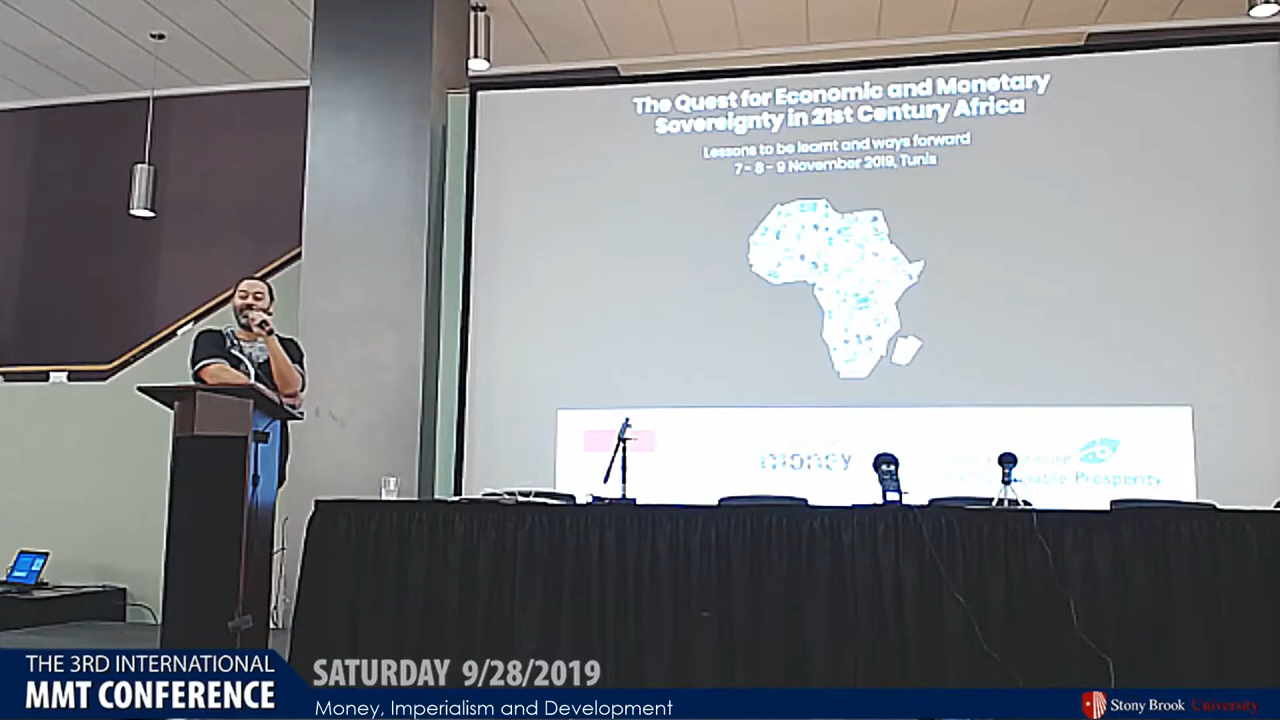 The Quest for Economic and Monetary
Sovereignty in 21st Century Africa
Lessons to be learnt and ways forward
7 - 8 - 9 November 2019, Tunis
money
Prosperity
THE 3RD INTERNATIONAL
MMT CONFERENCE
SATURDAY 9/28/2019
Money, Imperialism and Development
Stony Brook University